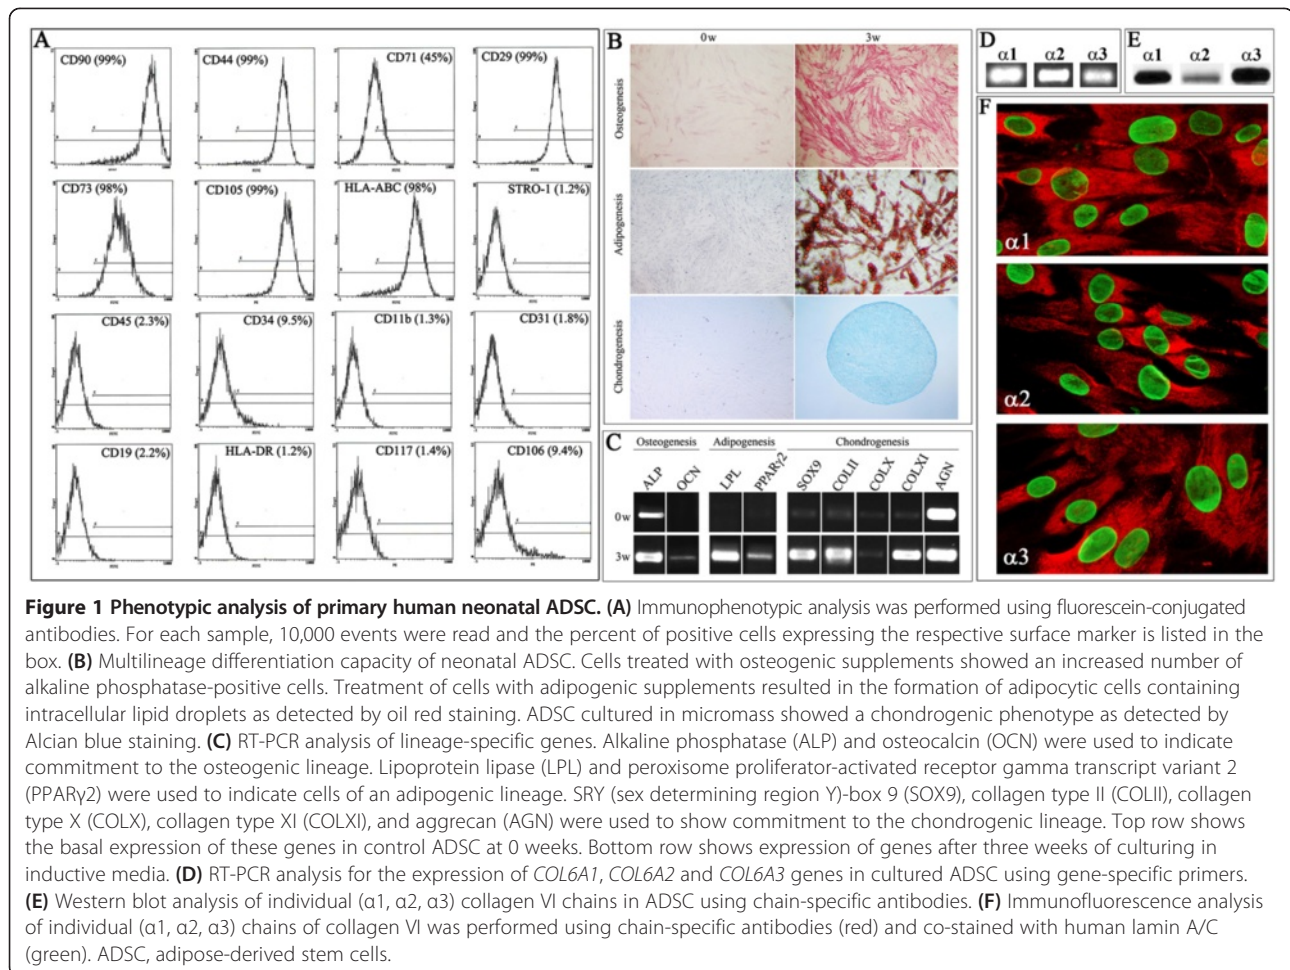 A
CD90 (99%)
CD44 (99%)
CD71 (45%)
CD29 (99%)
CD73 (98%)
CD105 (99%)
HLA-ABC (98%)
STRO-1 (1.2%)
CD45 (2.3%)
CD34 (9.5%)
CD11b (1.3%)
CD31 (1.8%)
CD19 (2.2%)
HLA-DR (1.2%)
CD117 (1.4%)
CD106 (9.4%)
B
0w 3w
Osteogenesis
Adipogenesis
Chondrogenesis
C
Osteogenesis Adipogenesis Chondrogenesis
ALP OCN LPL PPARγ2 SOX9 COLII COLX COLXI AGN
0w
3w
D
α1 α2 α3
E
α1 α2 α3
F
α1
α2
α3
Figure 1 Phenotypic analysis of primary human neonatal ADSC. (A) Immunophenotypic analysis was performed using fluorescein-conjugated
antibodies. For each sample, 10,000 events were read and the percent of positive cells expressing the respective surface marker is listed in the
box. (B) Multilineage differentiation capacity of neonatal ADSC. Cells treated with osteogenic supplements showed an increased number of
alkaline phosphatase-positive cells. Treatment of cells with adipogenic supplements resulted in the formation of adipocytic cells containing
intracellular lipid droplets as detected by oil red staining. ADSC cultured in micromass showed a chondrogenic phenotype as detected by
Alcian blue staining. (C) RT-PCR analysis of lineage-specific genes. Alkaline phosphatase (ALP) and osteocalcin (OCN) were used to indicate
commitment to the osteogenic lineage. Lipoprotein lipase (LPL) and peroxisome proliferator-activated receptor gamma transcript variant 2
(PPARγ2) were used to indicate cells of an adipogenic lineage. SRY (sex determining region Y)-box 9 (SOX9), collagen type II (COLII), collagen
type X (COLX), collagen type XI (COLXI), and aggrecan (AGN) were used to show commitment to the chondrogenic lineage. Top row shows
the basal expression of these genes in control ADSC at 0 weeks. Bottom row shows expression of genes after three weeks of culturing in
inductive media. (D) RT-PCR analysis for the expression of COL6A1, COL6A2 and COL6A3 genes in cultured ADSC using gene-specific primers.
(E) Western blot analysis of individual (α1, α2, α3) collagen VI chains in ADSC using chain-specific antibodies. (F) Immunofluorescence analysis
of individual (α1, α2, α3) chains of collagen VI was performed using chain-specific antibodies (red) and co-stained with human lamin A/C
(green). ADSC, adipose-derived stem cells.